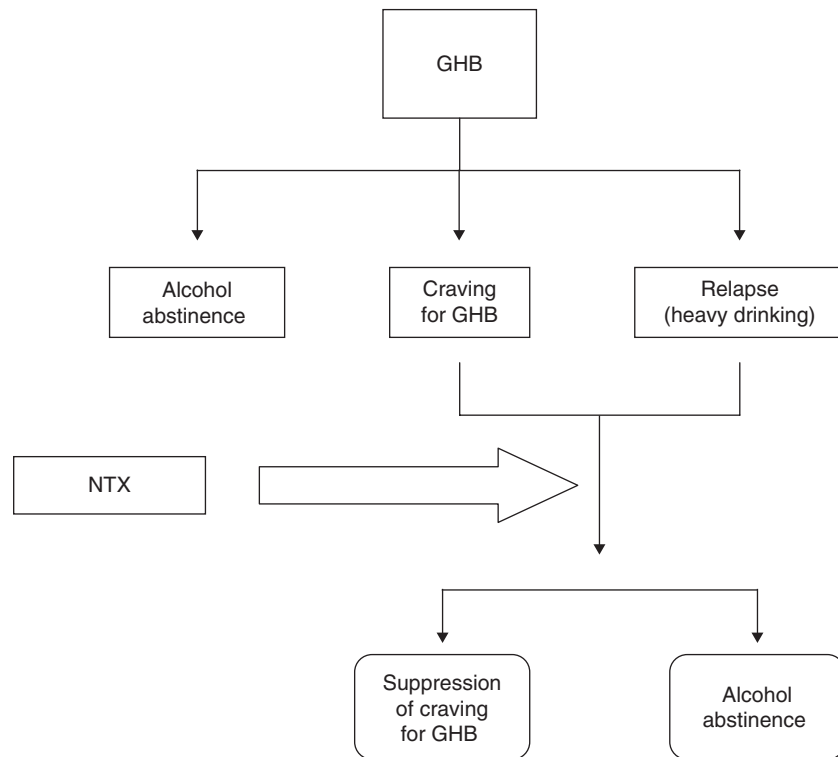 GHB
Alcohol
abstinence
Craving
for GHB
Relapse
(heavy drinking)
NTX
Suppression
of craving
for GHB
Alcohol
abstinence